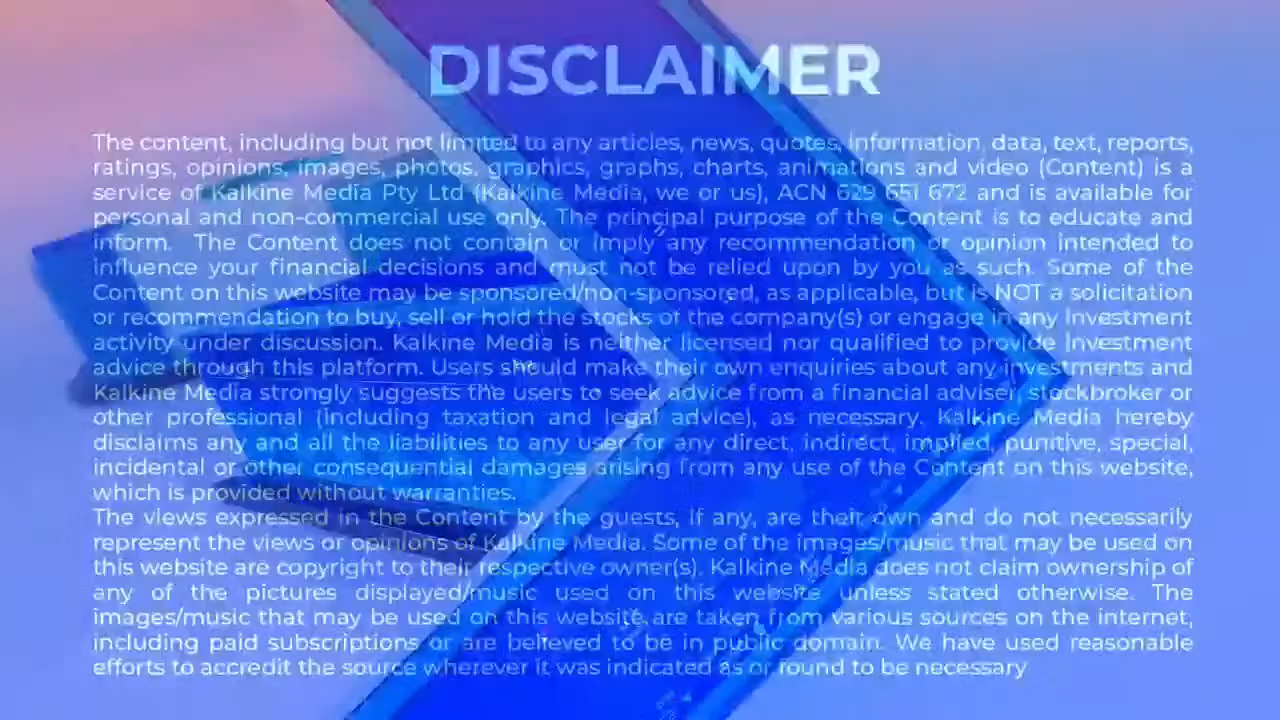 DISCLAIMER
The content, including but not limited to any articles, news, quotes, information, data, text, reports,
ratings, opinions, images, photos, graphics, graphs, charts, animations and video (Content) is a
service of Kalkine Media Pty Ltd (Kalkine Media, we or us), ACN 629 651 672 and is available for
personal and non-commercial use only. The principal purpose of the Content is to educate and
inform. The Content does not contain or imply any recommendation or opinion intended to
influence your financial decisions and must not be relied upon by you as such. Some of the
Content on this website may be sponsored/non-sponsored, as applicable, but is NOT a solicitation
or recommendation to buy, sell or hold the stocks of the company(s) or engage in any investment
activity under discussion. Kalkine Media is neither licensed nor qualified to provide investment
advice through this platform. Users should make their own enquiries about any investments and
Kalkine Media strongly suggests the users to seek advice from a financial adviser, stockbroker or
other professional (including taxation and legal advice), as necessary. Kalkine Media hereby
disclaims any and all the liabilities to any user for any direct, indirect, implied, punitive, special,
incidental or other consequential damages arising from any use of the Content on this website,
which is provided without warranties.
The views expressed in the Content by the guests, if any, are their own and do not necessarily
represent the views or opinions of Kalkine Media. Some of the images/music that may be used on
this website are copyright to their respective owner(s). Kalkine Media does not claim ownership of
any of the pictures displayed/music used on this website unless stated otherwise. The
images/music that may be used on this website are taken from various sources on the internet,
including paid subscriptions or are believed to be in public domain. We have used reasonable
efforts to accredit the source wherever it was indicated as or found to be necessary